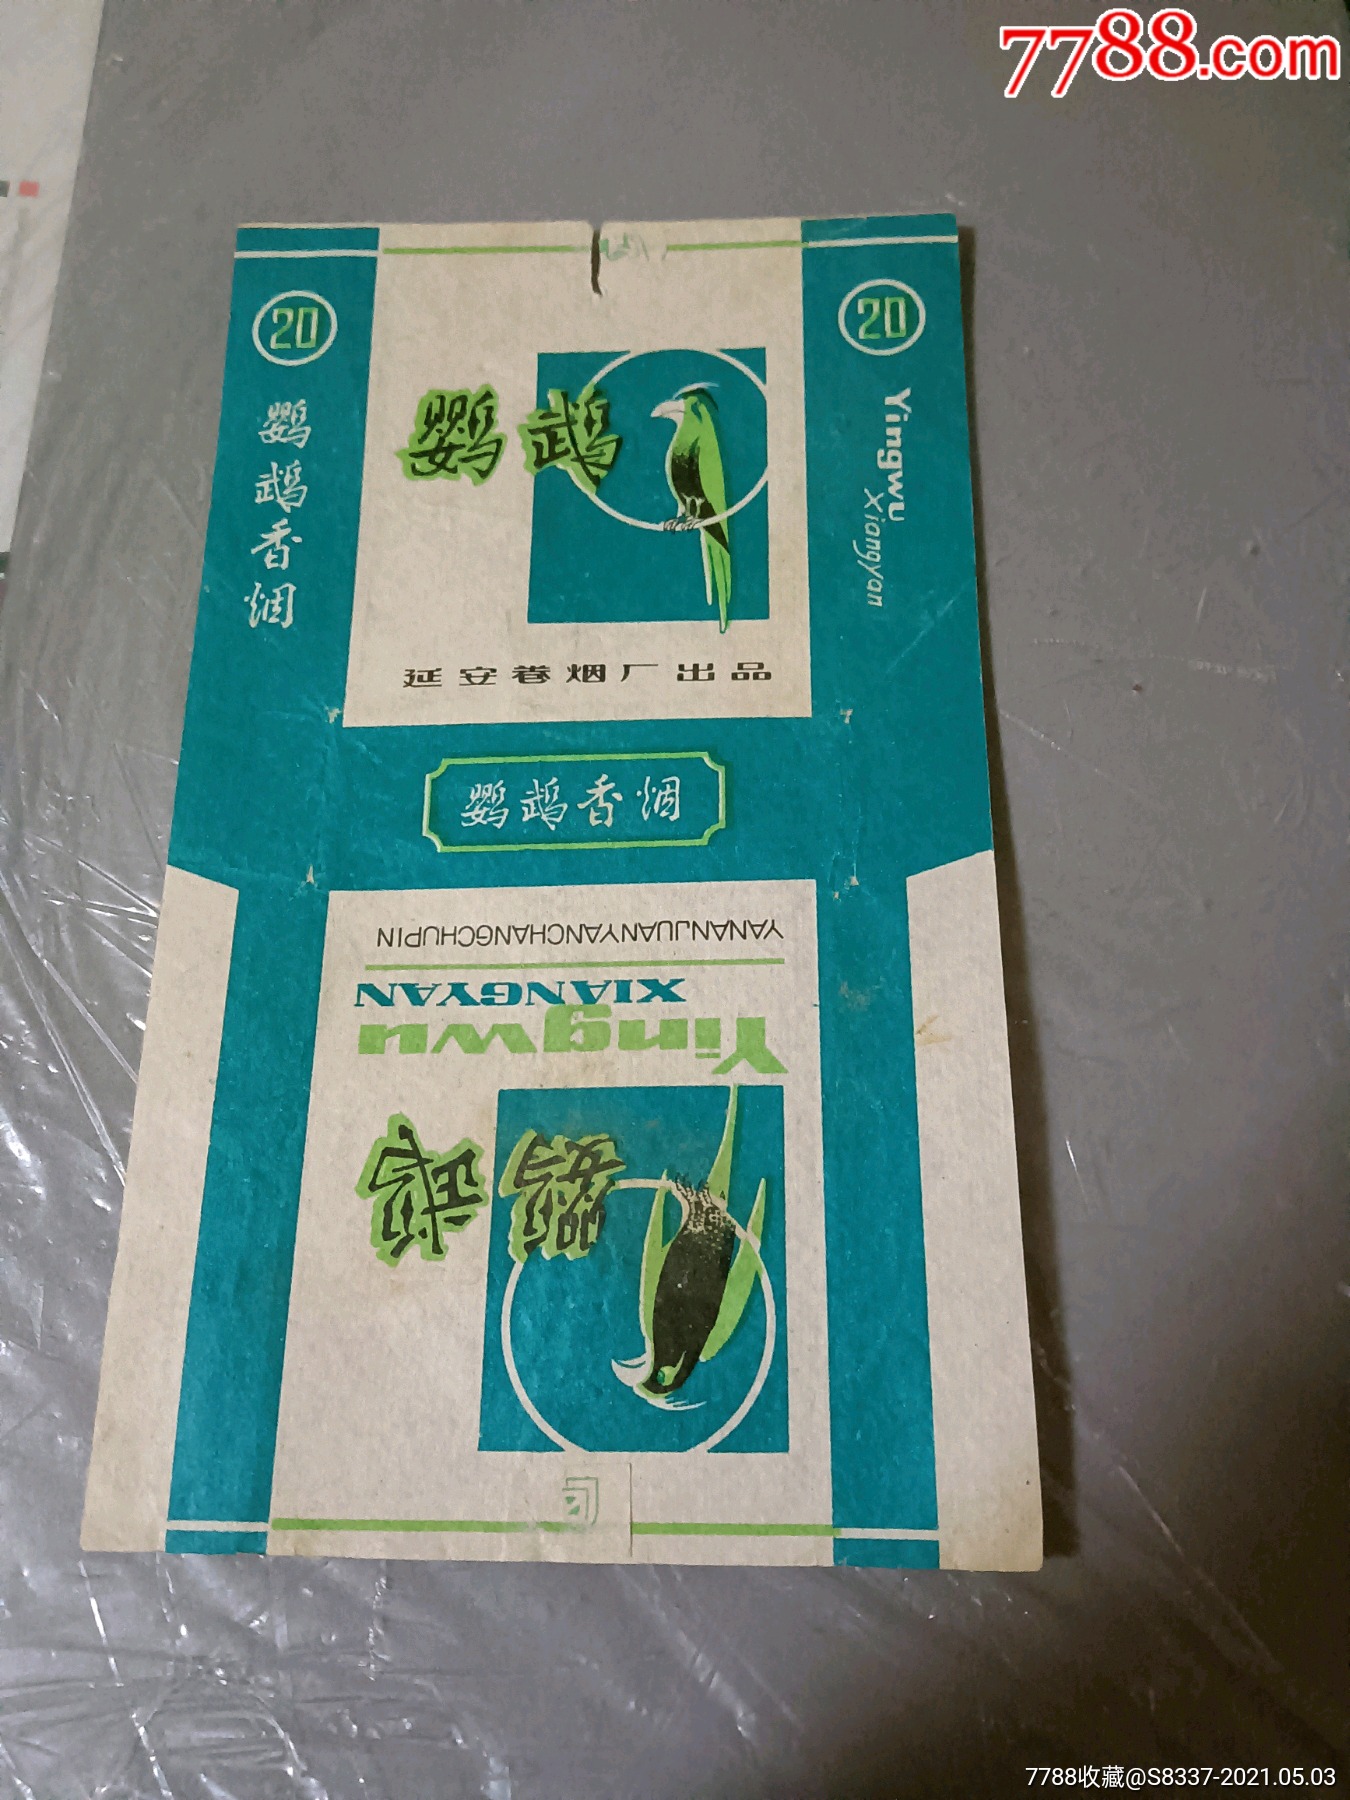 7788.com
20
鹦鹉香烟
鹦鹉
延安卷烟厂出品
20
Yingwu
Xiangyan
鹦鹉香烟
YANANJUANYANCHANGCHUPIN
XIANGYAN
Yingwu
鹦鹉
7788收藏@S8337-2021.05.03